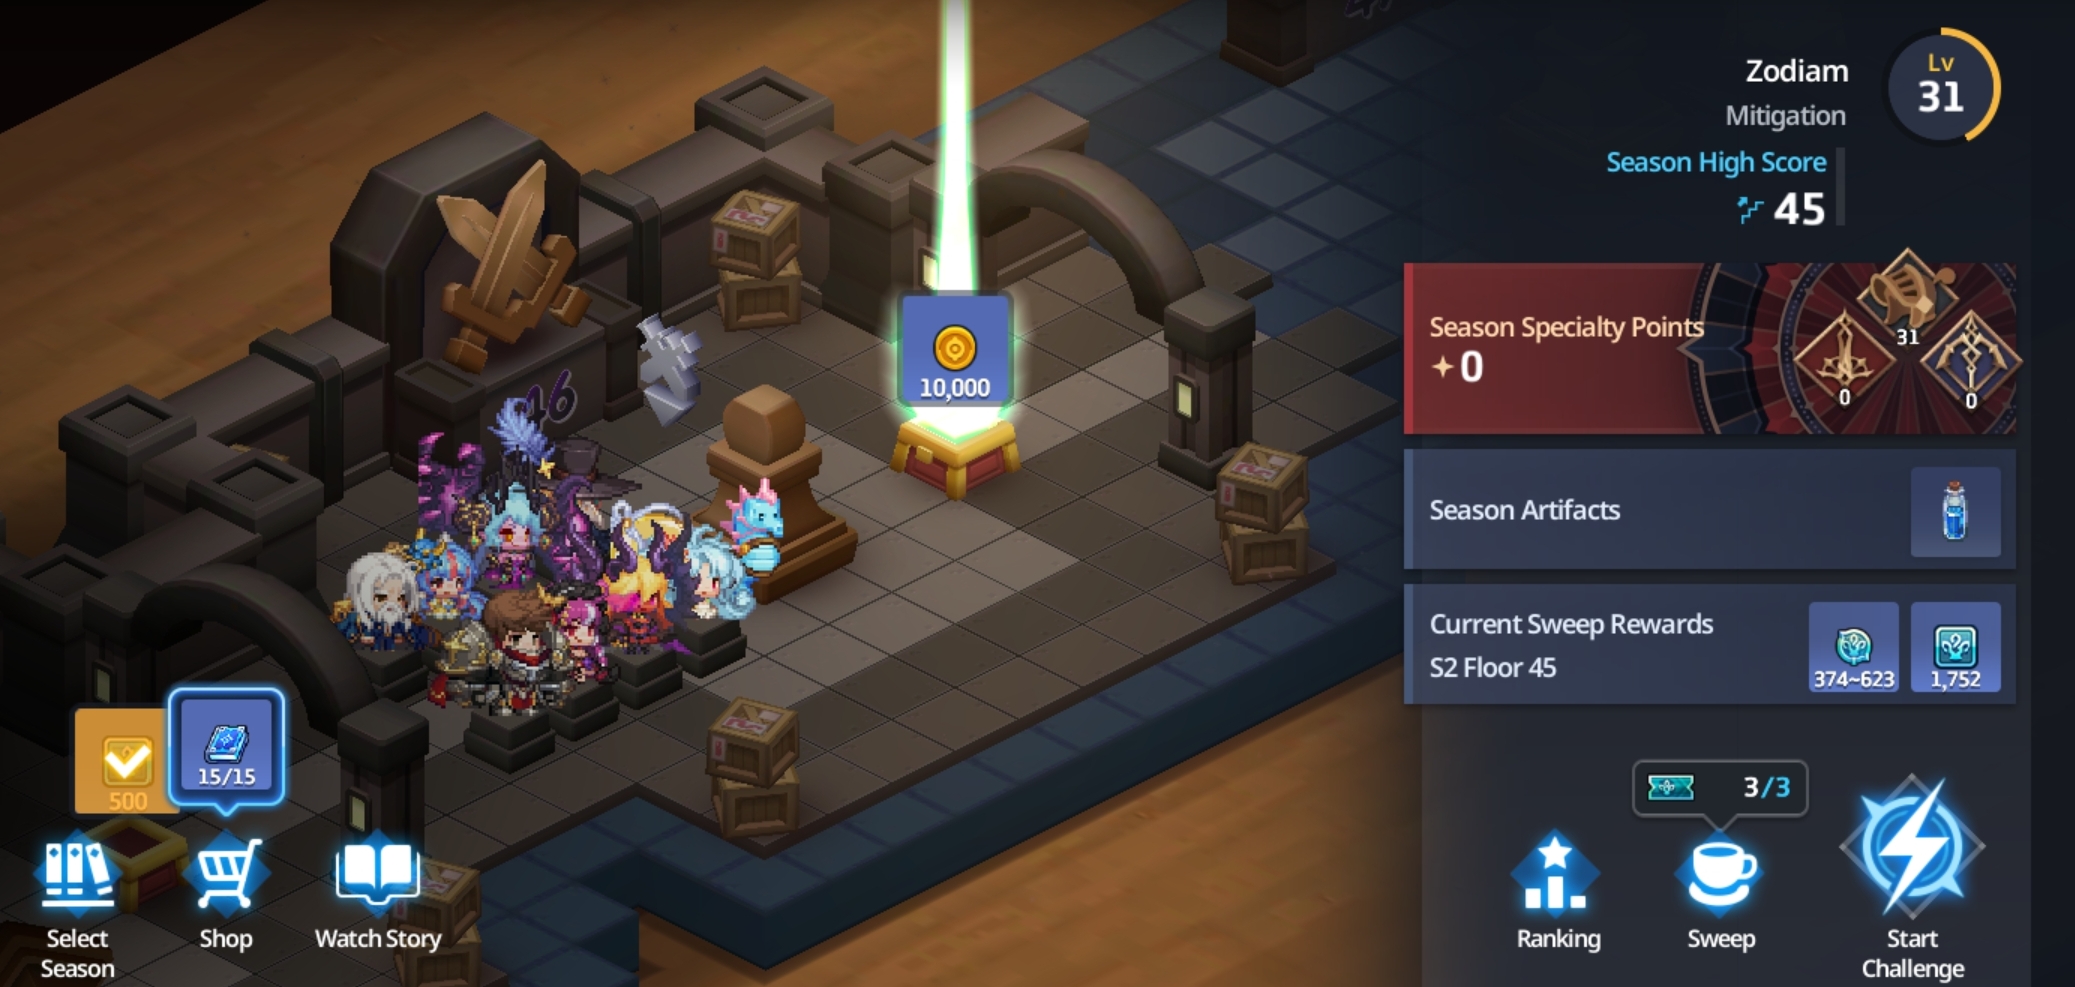 Zodiam
Mitigation
Lv
31
Season High Score
45
Season Specialty Points
0
31
0
0
Season Artifacts
Current Sweep Rewards
S2 Floor 45
374~623
1,752
10,000
46
500
15/15
3/3
Select
Season
Shop
Watch Story
Ranking
Sweep
Start
Challenge